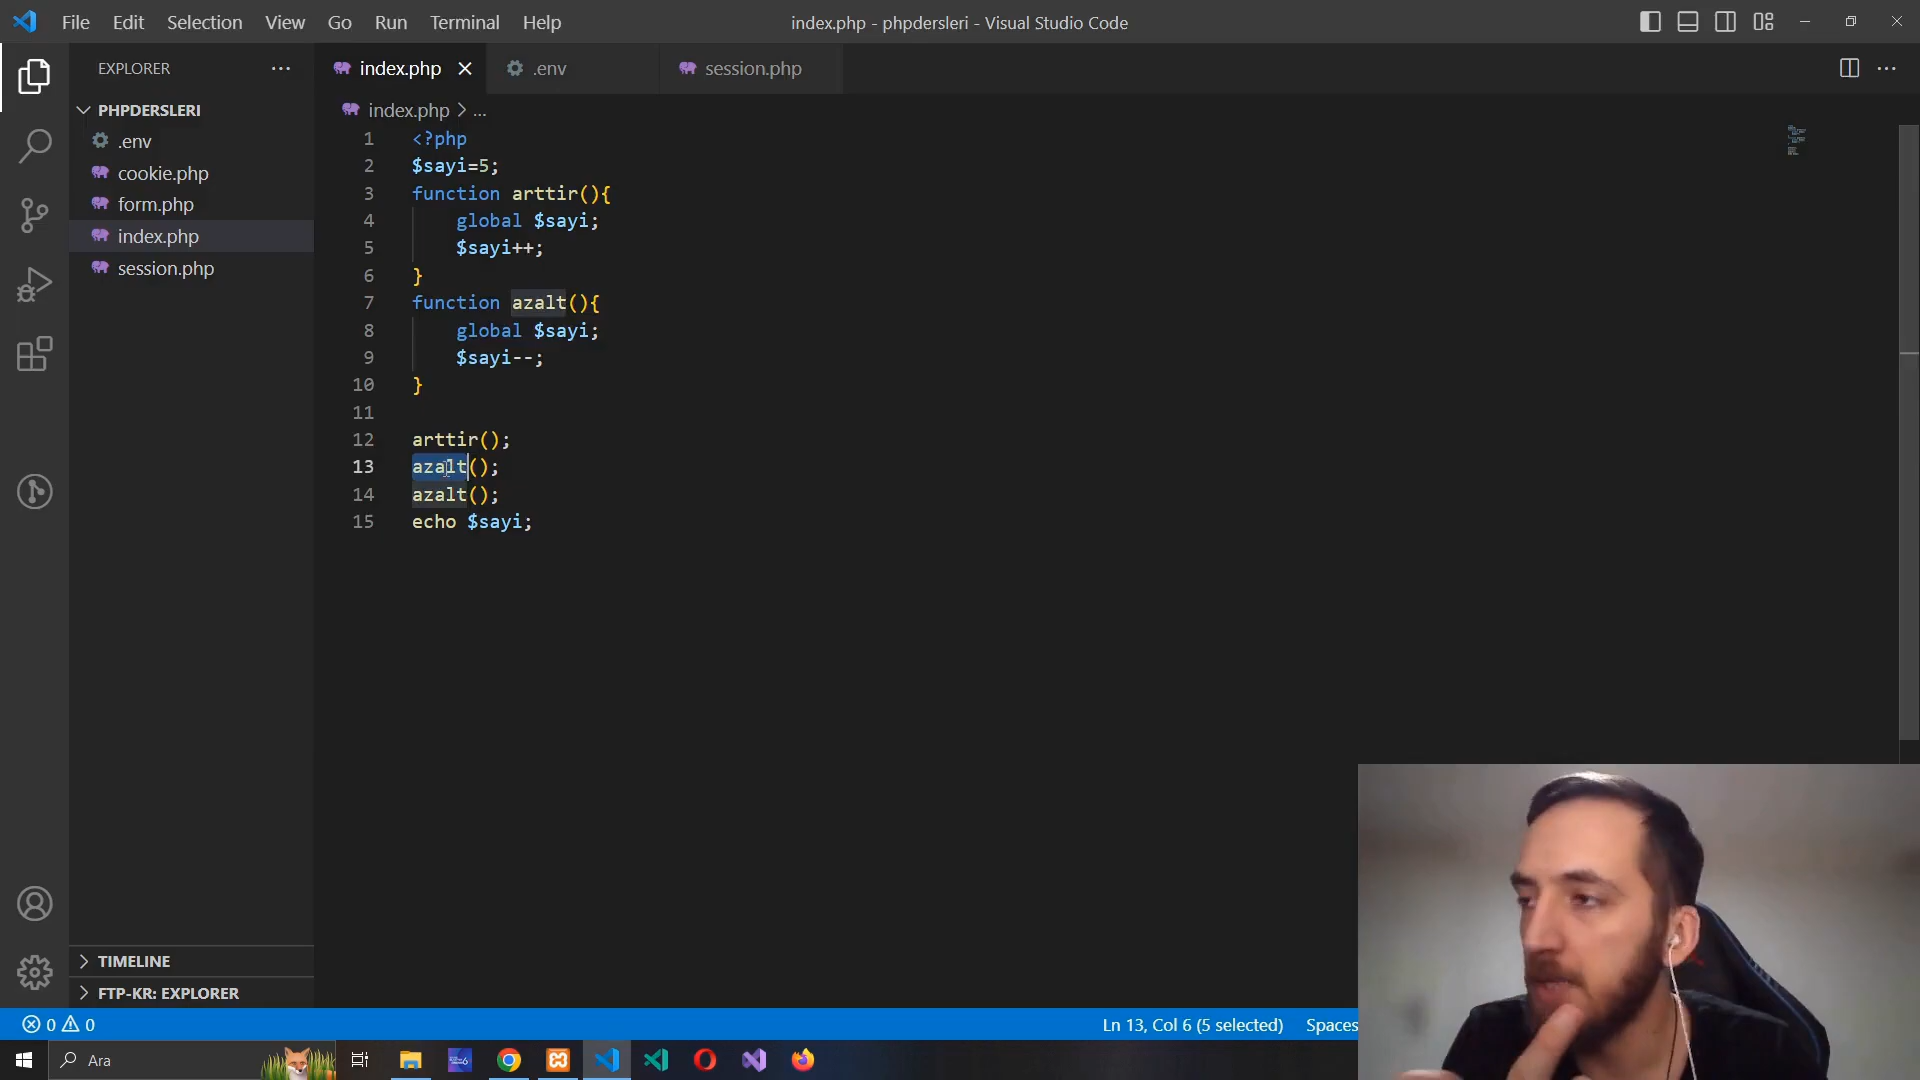 File Edit Selection View Go Run Terminal Help
index.php - phpdersleri - Visual Studio Code
EXPLORER
PHPDERSLERI
.env
cookie.php
form.php
index.php
session.php
TIMELINE
FTP-KR: EXPLORER
index.php
.env
session.php
index.php > ...
1 <?php
2 $sayi=5;
3 function arttir(){
4     global $sayi;
5     $sayi++;
6 }
7 function azalt(){
8     global $sayi;
9     $sayi--;
10 }
11
12 arttir();
13 azalt();
14 azalt();
15 echo $sayi;
0 0
Ln 13, Col 6 (5 selected)
Spaces
Ara